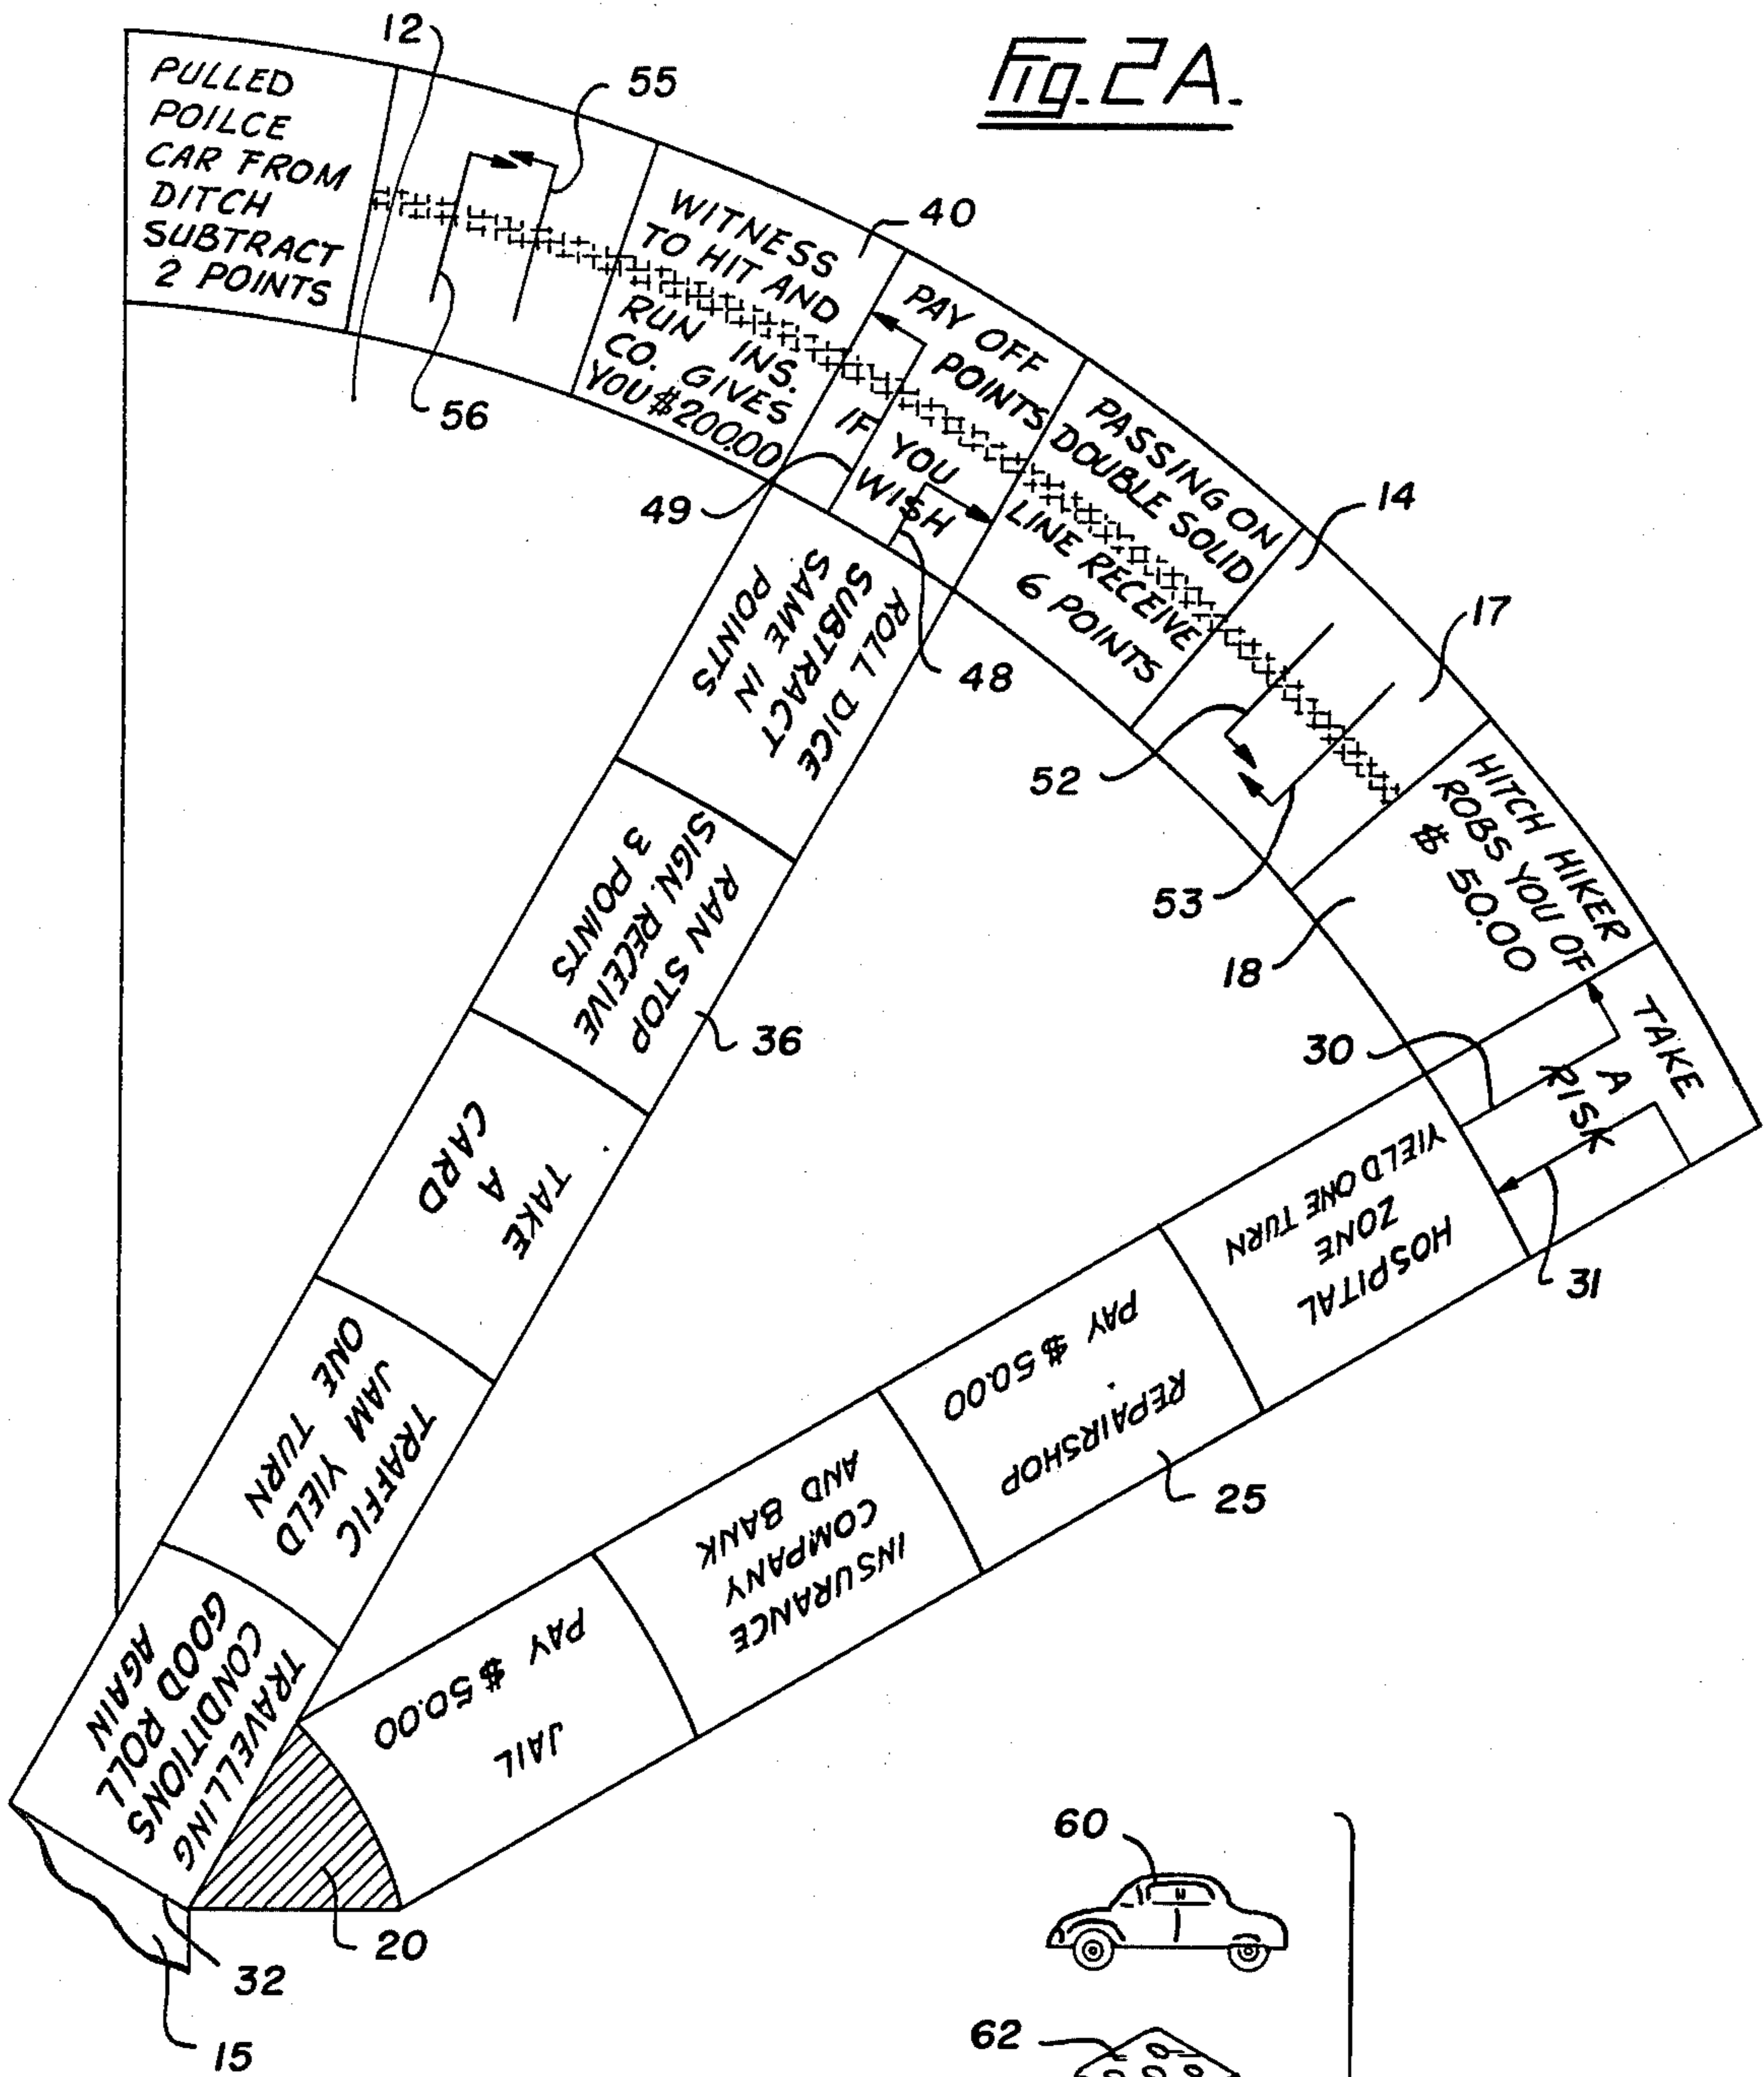 Fig. 2A.
12
55
PULLED
POILCE
CAR FROM
DITCH
SUBTRACT
2 POINTS
56
WITNESS
TO HIT AND
RUN INS.
CO. GIVES
YOU $200.00
40
49
PAY OFF
POINTS
IF
YOU
WISH
48
PASSING ON
DOUBLE SOLID
LINE RECEIVE
6 POINTS
14
17
52
53
HITCH HIKER
ROBS YOU OF
$ 50.00
18
TAKE
A
RISK
30
31
ROLL DICE
SUBTRACT
SAME IN
POINTS
RAN STOP
SIGN. RECEIVE
3 POINTS
36
TAKE
A
CARD
TRAFFIC
JAM YIELD
ONE TURN
TRAVELLING
CONDITIONS
GOOD ROLL
AGAIN
HOSPITAL
ZONE
YIELD ONE TURN
REPAIRSHOP
PAY $50.00
25
INSURANCE
COMPANY
AND BANK
JAIL
PAY $50.00
20
32
15
60
62